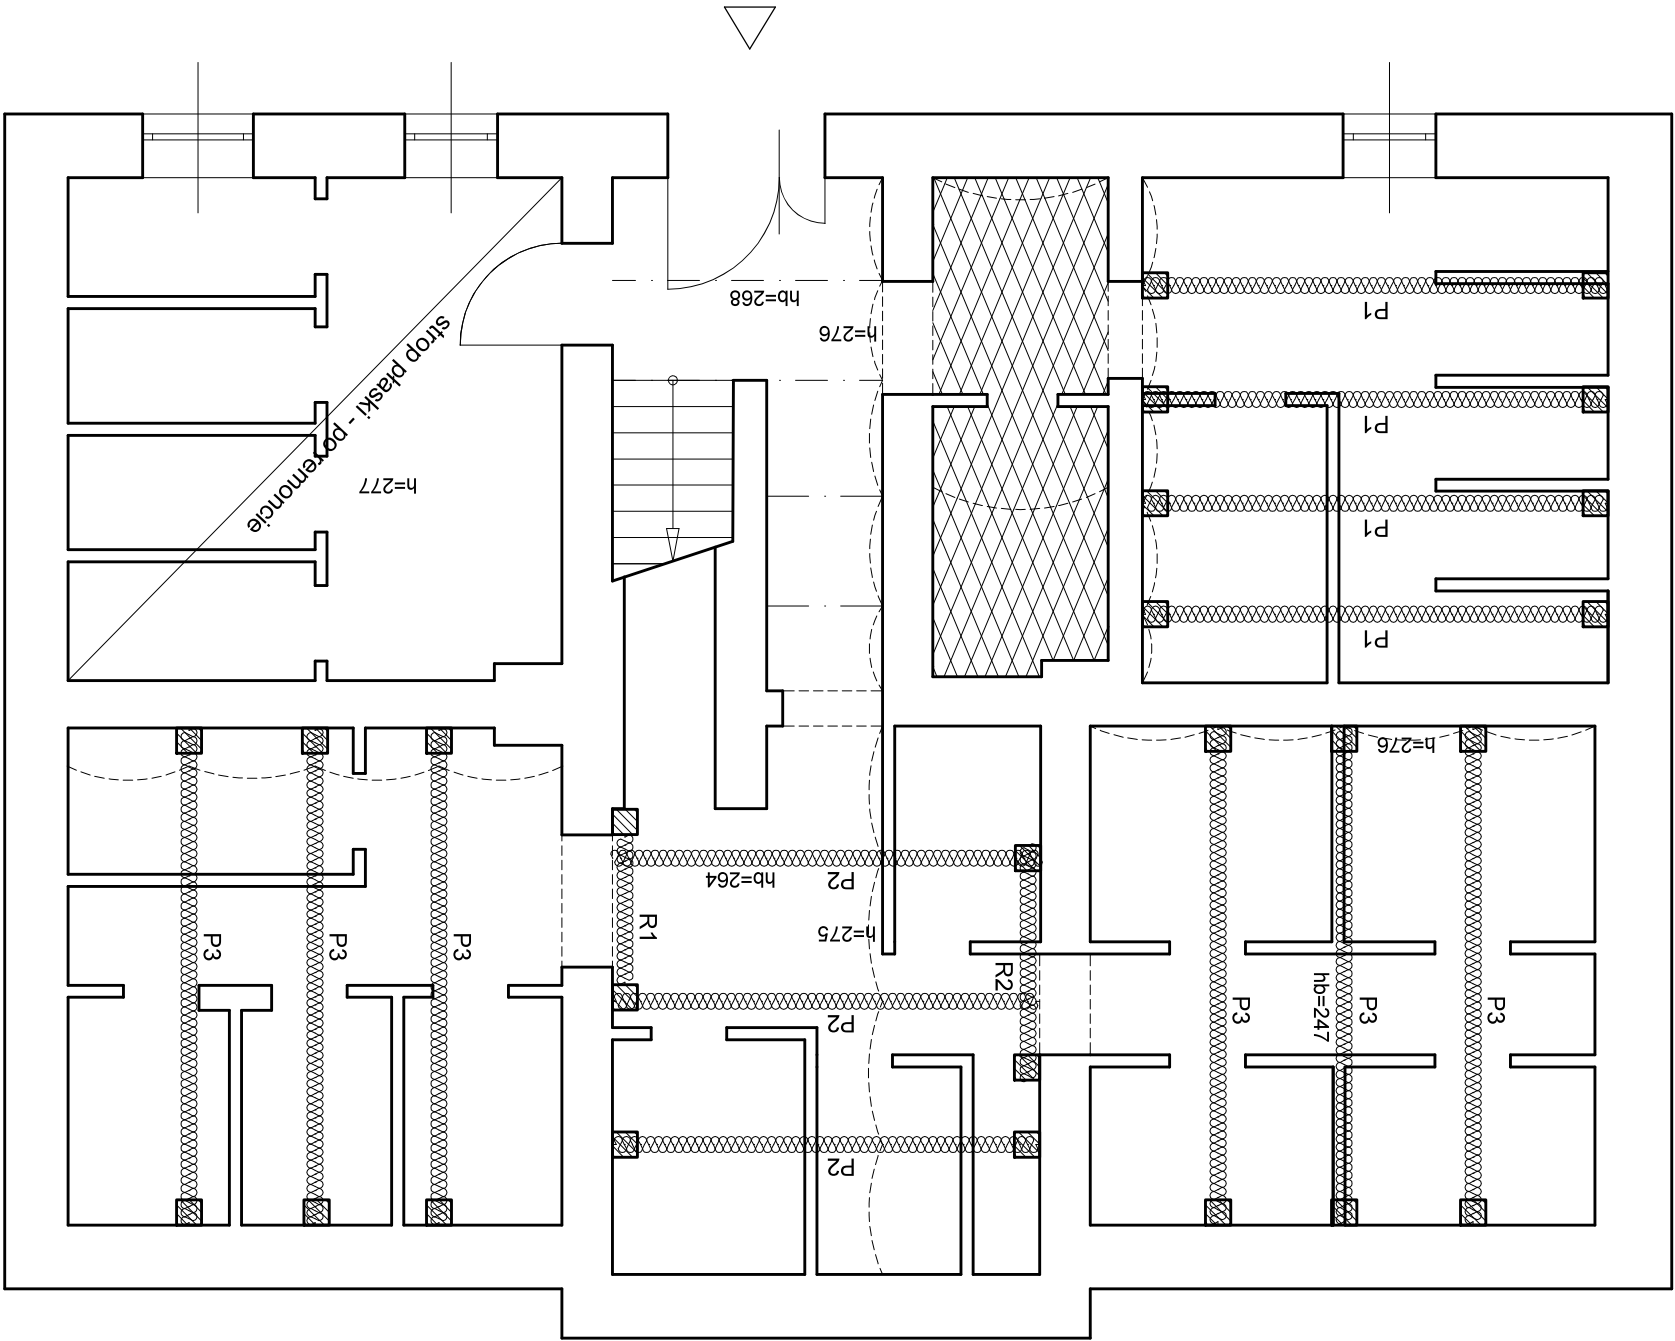 hb=268
h=276
strop płaski - po remoncie
h=277
P1
P1
P1
P1
h=276
hb=264
P2
R1
h=275
P3
P3
P3
R2
P2
P3
hb=247
P3
P3
P2